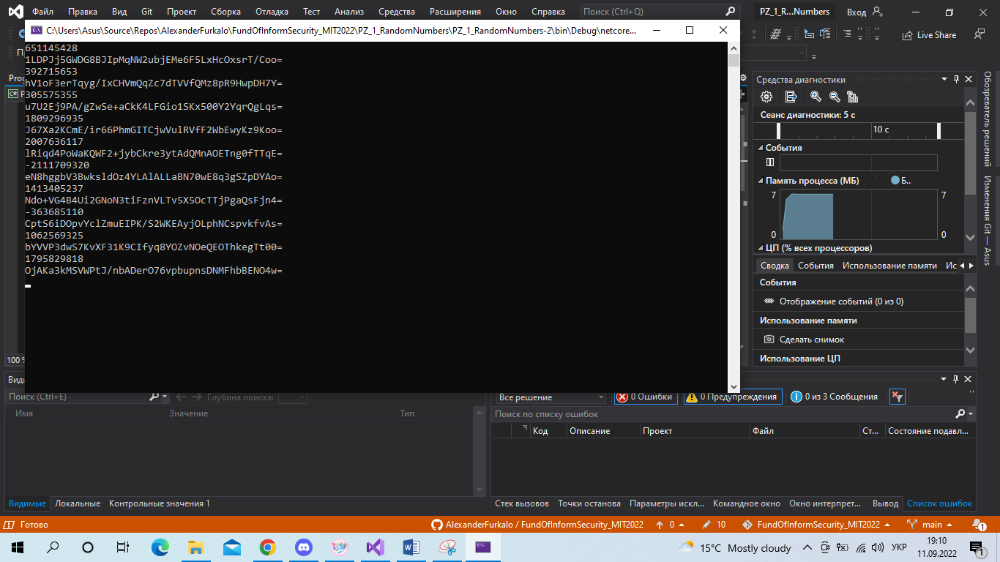 Файл Правка Вид Git Проект Сборка Отладка Тест Анализ Средства Расширения Окно Справка Поиск (Ctrl+Q) PZ_1_R...Numbers Вход
C:\Users\Asus\Source\Repos\AlexanderFurkalo\FundOfInformSecurity_MIT2022\PZ_1_RandomNumbers\PZ_1_RandomNumbers-2\bin\Debug\netcore...
Live Share
651145428
1LDPJj5GWDG8BJIpMqNW2ubjEMe6F5LxHcOxsrT/Coo=
392715653
hV1oF3erTqyg/IxCHVmQqZc7dTVVfQMz8pR9HwpDH7Y=
305575355
u7U2Ej9PA/gZwSe+aCkK4LFGio1SKx500Y2YqrQgLqs=
1809296935
J67Xa2KCmE/ir66PhmGITCjwVulRVfF2WbEwyKz9Koo=
2007636117
lRiqd4PoWaKQWF2+jybCkre3ytAdQMnAOETng0fTTqE=
-2111709320
eN8hggbV3BwksldOz4YLAlALLaBN70wE8q3gSZpDYAo=
1413405237
Ndo+VG4B4Ui2GNoN3tiFznVLTv5X5OcTTjPgaQsFjn4=
-363685110
CptS6iDOpvYclZmuEIPK/S2WKEAyjOLphNCspvkfvAs=
1062569325
bYVVP3dwS7KvXF31K9CIfyq8YOZvNOeQEOThkegTt00=
1795829818
OjAKa3kMSVWPtJ/nbADerO76vpbupnsDNMFhbBENO4w=
Prog
100 %
Средства диагностики
Сеанс диагностики: 5 с
10 с
События
Память процесса (МБ) Б...
7 7
0 0
ЦП (% всех процессоров)
Сводка События Использование памяти Ис
События
Отображение событий (0 из 0)
Использование памяти
Сделать снимок
Использование ЦП
Обозреватель решений
Изменения Git — Asus
Види
Поиск (Ctrl+E) Глубина поиска:
Имя Значение Тип
Видимые Локальные Контрольные значения 1
Все решение 0 Ошибки 0 Предупреждения 0 из 3 Сообщения
Поиск по списку ошибок
Код Описание Проект Файл Ст... Состояние подавл...
Стек вызовов Точки останова Параметры искл... Командное окно Окно интерпрет... Вывод Список ошибок
Готово AlexanderFurkalo / FundOfInformSecurity_MIT2022 0 10 FundOfInformSecurity_MIT2022 main 1
15°C Mostly cloudy УКР 19:10
11.09.2022 1